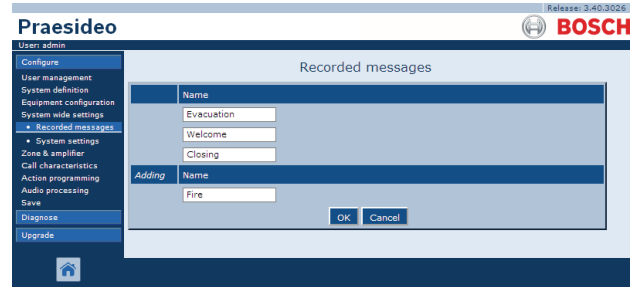 Release: 3.40.3026
Praesideo
BOSCH
User: admin
Configure
User management
System definition
Equipment configuration
System wide settings
• Recorded messages
• System settings
Zone & amplifier
Call characteristics
Action programming
Audio processing
Save
Diagnose
Upgrade
Recorded messages
Name
Evacuation
Welcome
Closing
Adding Name
Fire
OK Cancel